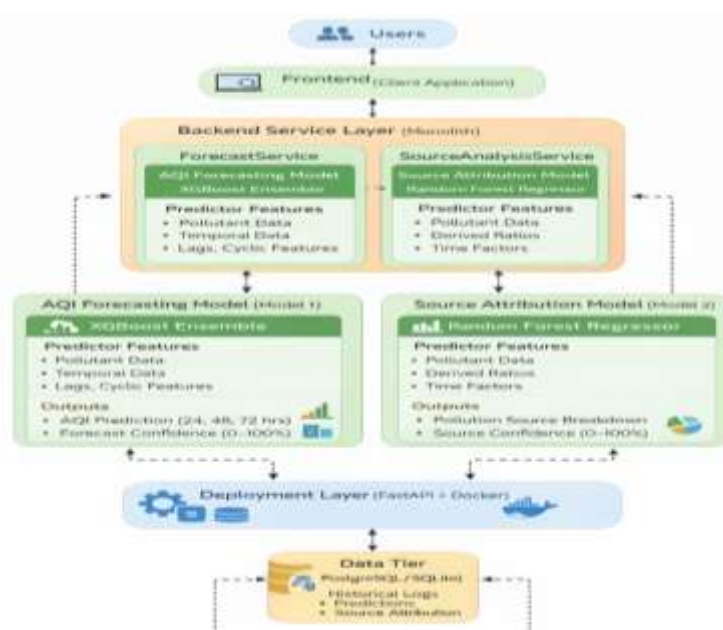 Users
Frontend (Client Application)
Backend Service Layer (Monolith)
ForecastService
AQI Forecasting Model
XGBoost Ensemble
Predictor Features
• Pollutant Data
• Temporal Data
• Lags, Cyclic Features
SourceAnalysisService
Source Attribution Model
Random Forest Regressor
Predictor Features
• Pollutant Data
• Derived Ratios
• Time Factors
AQI Forecasting Model (Model 1)
XGBoost Ensemble
Predictor Features
• Pollutant Data
• Temporal Data
• Lags, Cyclic Features
Outputs
• AQI Prediction (24, 48, 72 hrs)
• Forecast Confidence (0-100%)
Source Attribution Model (Model 2)
Random Forest Regressor
Predictor Features
• Pollutant Data
• Derived Ratios
• Time Factors
Outputs
• Pollution Source Breakdown
• Source Confidence (0-100%)
Deployment Layer (FastAPI + Docker)
Data Tier
PostgreSQL/SQLite)
Historical Logs
• Predictions
• Source Attribution